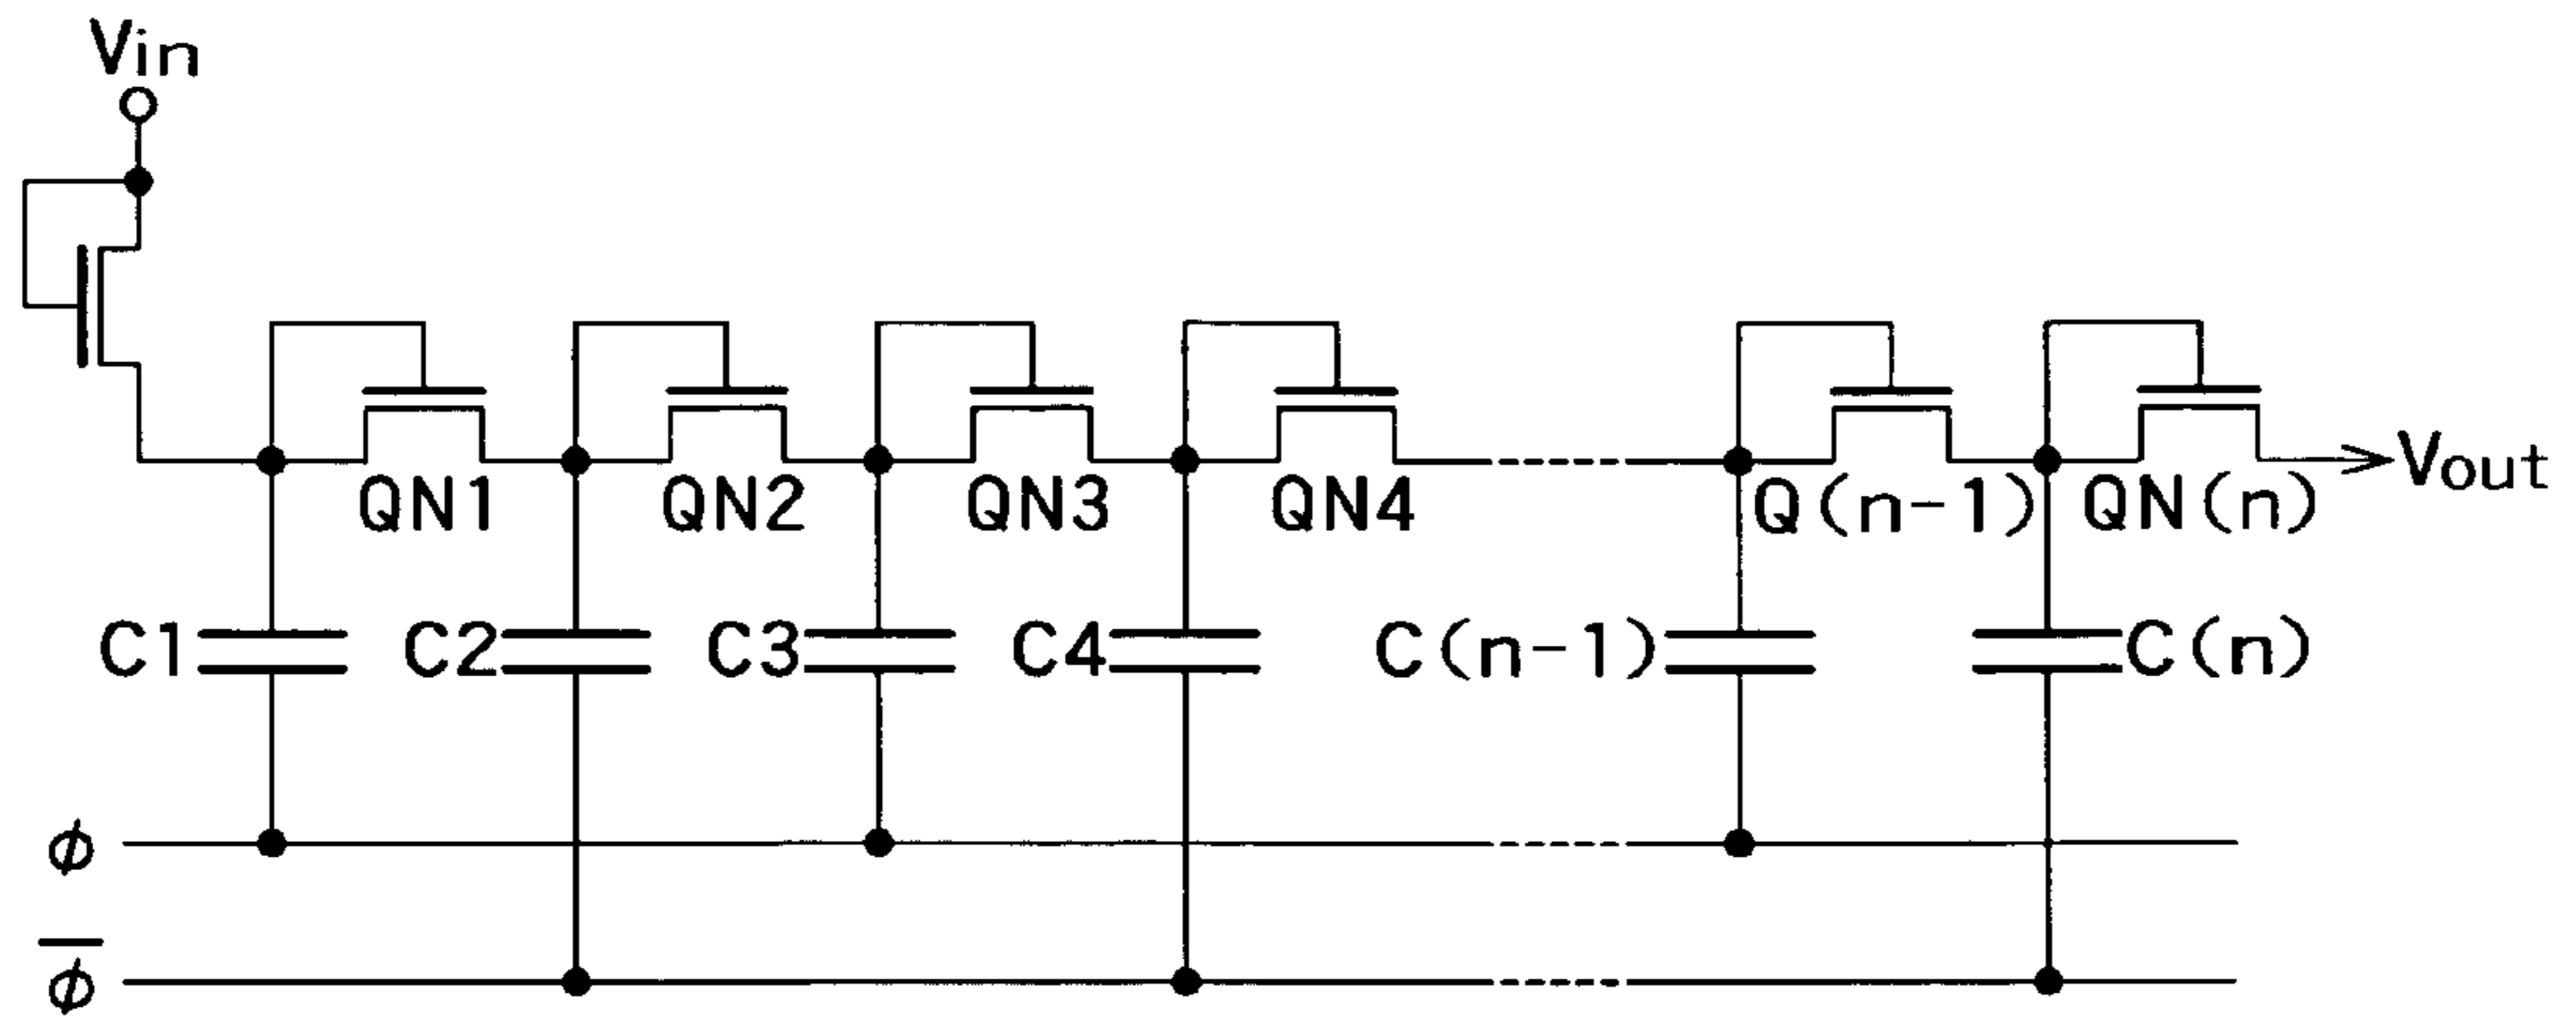 Vin
QN1 QN2 QN3 QN4 Q(n-1) QN(n) Vout
C1 C2 C3 C4 C(n-1) C(n)
ϕ
ϕ̅